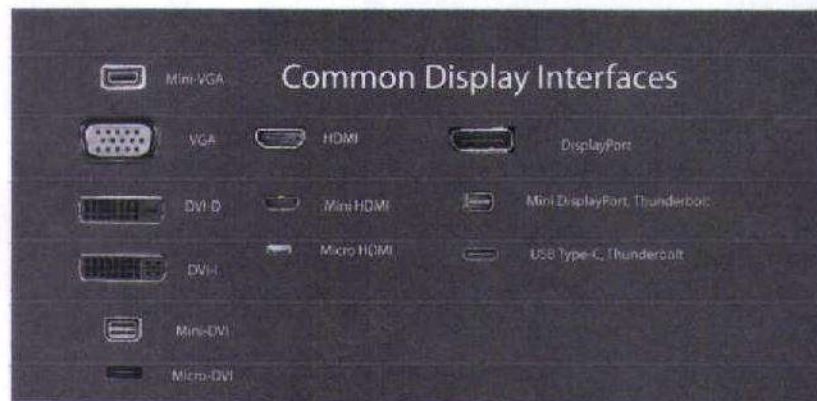 Mini-VGA
Common Display Interfaces
VGA
HDMI
DisplayPort
DVI-D
Mini HDMI
Mini DisplayPort, Thunderbolt
DVI-I
Micro HDMI
USB Type-C, Thunderbolt
Mini-DVI
Micro-DVI